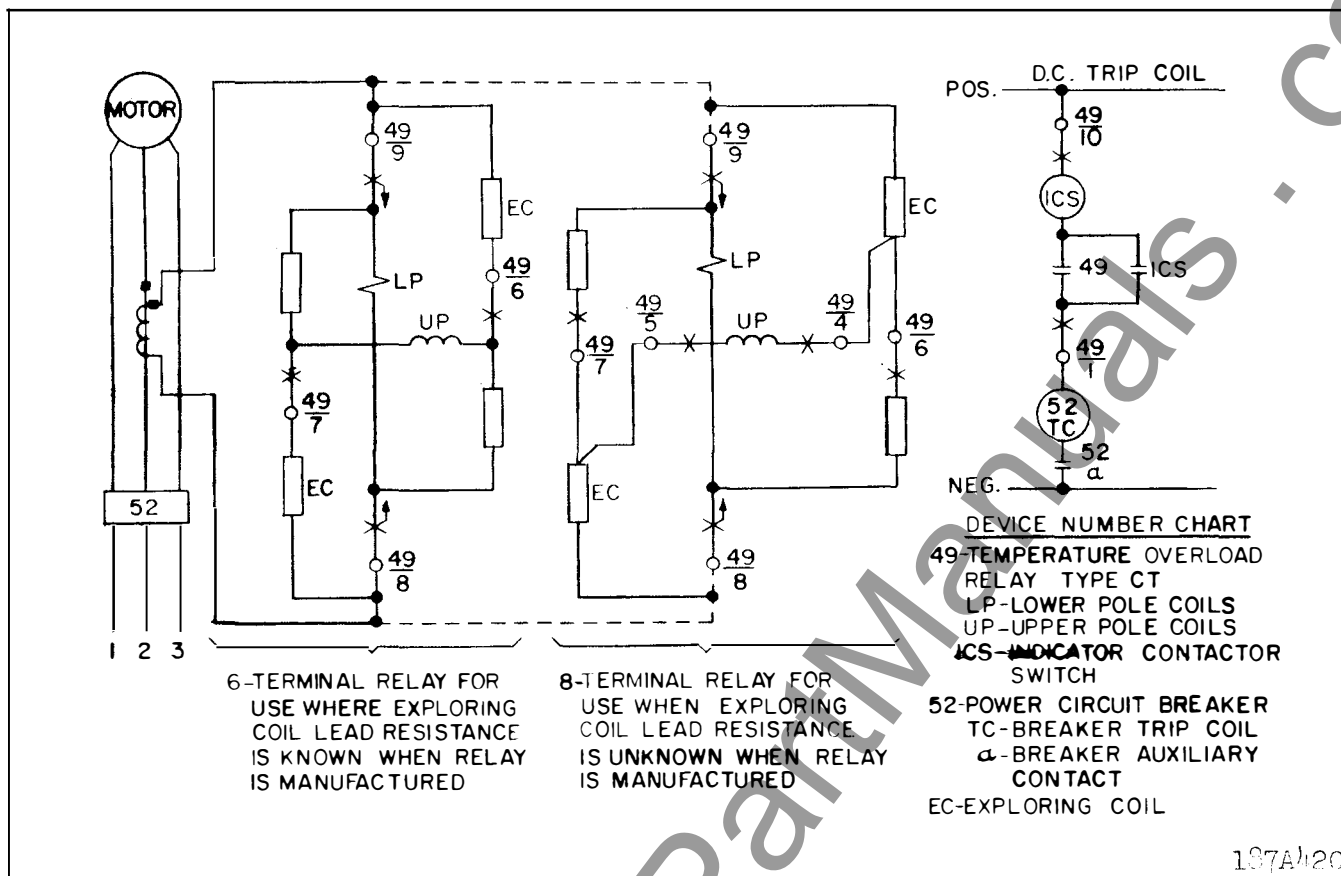 MOTOR
52
1 2 3
49
9
EC
LP
49
6
UP
49
7
EC
49
8
6-TERMINAL RELAY FOR
USE WHERE EXPLORING
COIL LEAD RESISTANCE
IS KNOWN WHEN RELAY
IS MANUFACTURED
49
9
EC
LP
49
5
UP
49
4
49
6
49
7
EC
49
8
8-TERMINAL RELAY FOR
USE WHEN EXPLORING
COIL LEAD RESISTANCE
IS UNKNOWN WHEN RELAY
IS MANUFACTURED
D.C. TRIP COIL
POS.
49
10
ICS
49 ICS
49
1
52
TC
52
a
NEG.
DEVICE NUMBER CHART
49-TEMPERATURE OVERLOAD
RELAY TYPE CT
LP-LOWER POLE COILS
UP-UPPER POLE COILS
ICS-INDICATOR CONTACTOR
SWITCH
52-POWER CIRCUIT BREAKER
TC-BREAKER TRIP COIL
a-BREAKER AUXILIARY
CONTACT
EC-EXPLORING COIL
187A420
PartManuals . co